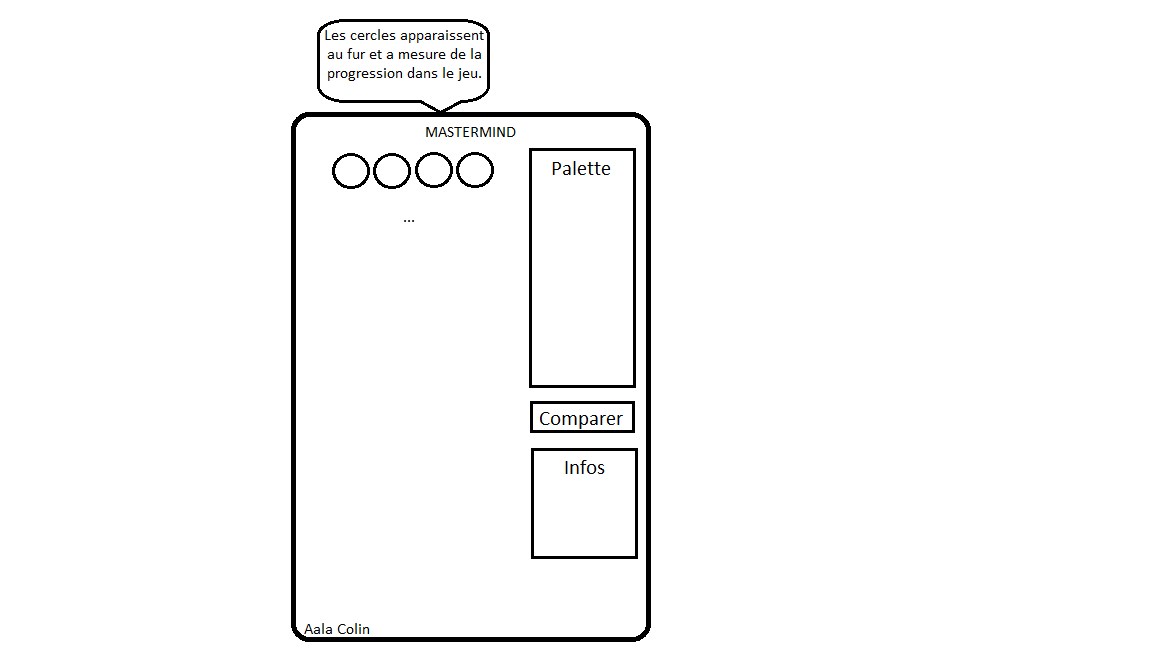 Les cercles apparaissent
au fur et a mesure de la
progression dans le jeu.
MASTERMIND
Palette
...
Comparer
Infos
Aala Colin